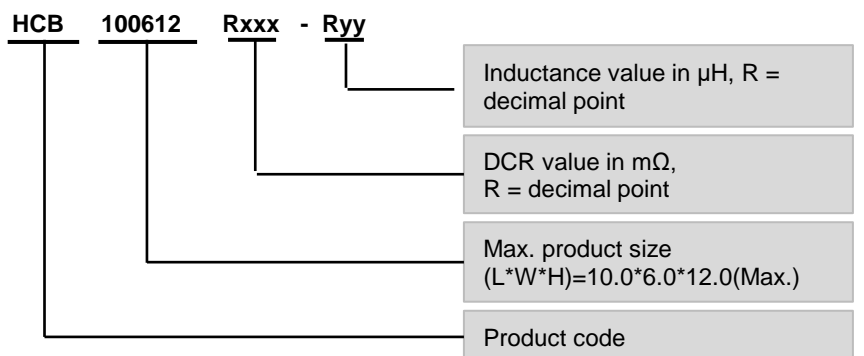 HCB 100612 Rxxx - Ryy
Inductance value in µH, R =
decimal point
DCR value in mΩ,
R = decimal point
Max. product size
(L*W*H)=10.0*6.0*12.0(Max.)
Product code